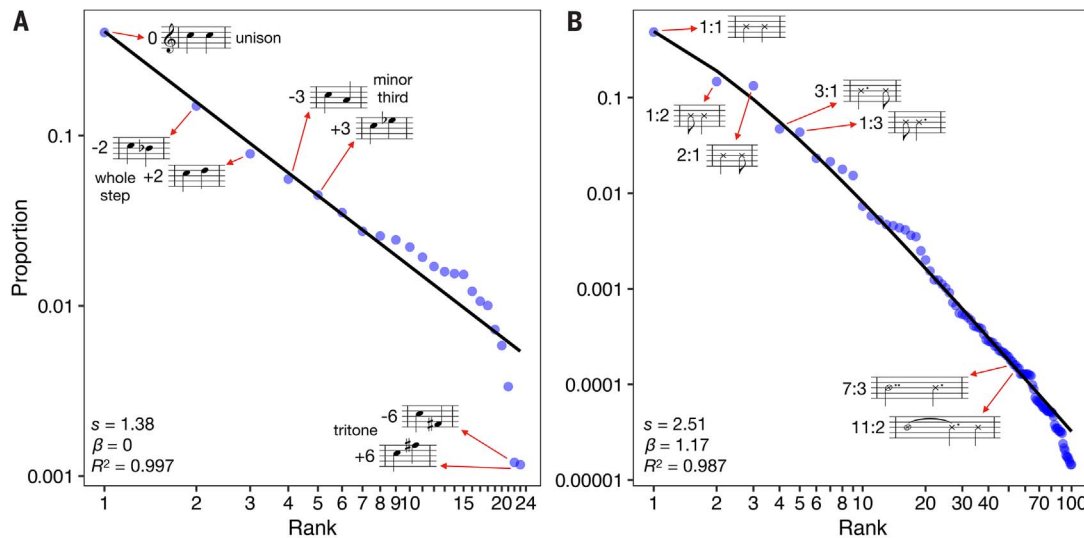 A
B
Proportion
0.1
0.01
0.001
0
unison
-2
whole
step
+2
-3
minor
third
+3
-6
tritone
+6
s = 1.38
β = 0
R² = 0.997
1 2 3 4 5 6 7 8 910 15 20 24
Rank
0.1
0.01
0.001
0.0001
0.00001
1:1
1:2
2:1
3:1
1:3
7:3
11:2
s = 2.51
β = 1.17
R² = 0.987
1 2 3 4 5 6 8 10 20 30 40 70 100
Rank